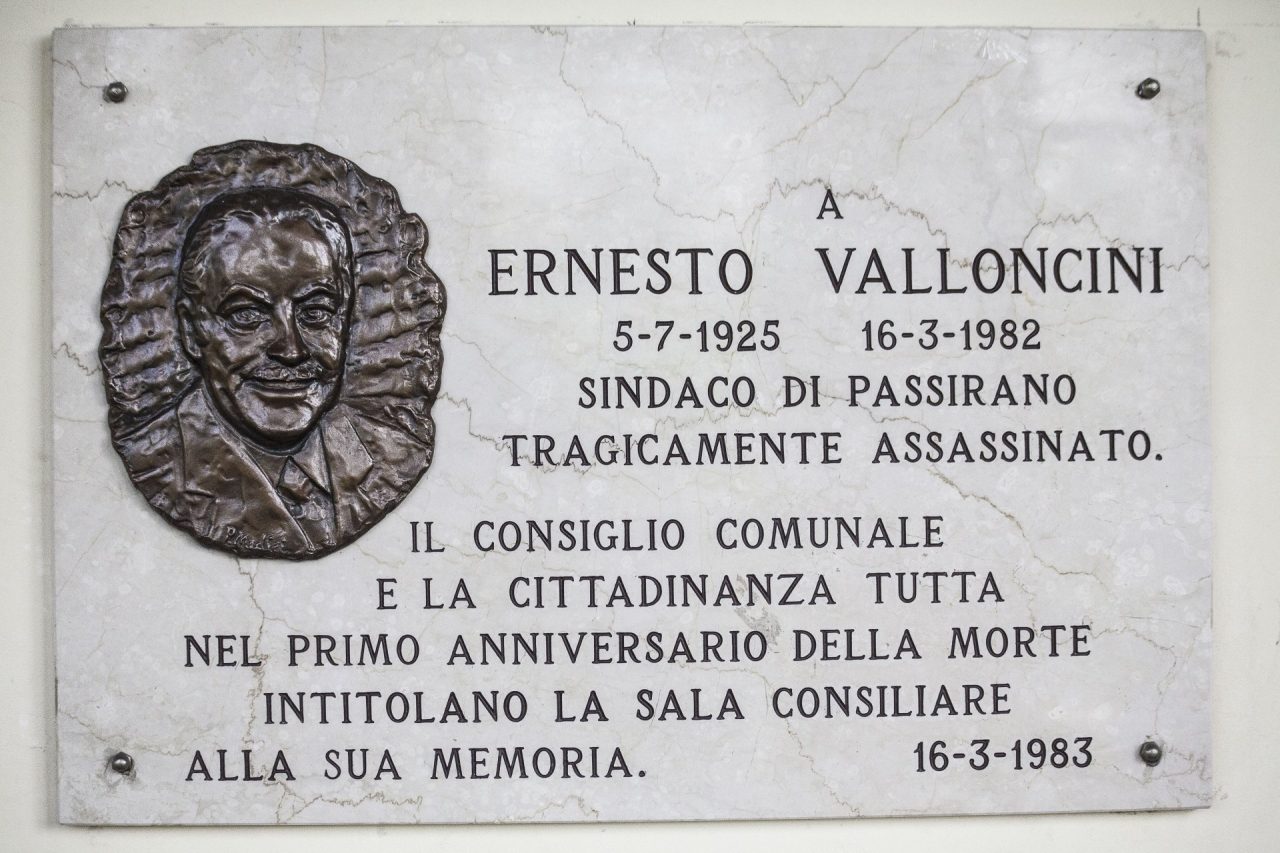 A
ERNESTO VALLONCINI
5-7-1925 16-3-1982
SINDACO DI PASSIRANO
TRAGICAMENTE ASSASSINATO.
IL CONSIGLIO COMUNALE
E LA CITTADINANZA TUTTA
NEL PRIMO ANNIVERSARIO DELLA MORTE
INTITOLANO LA SALA CONSILIARE
ALLA SUA MEMORIA. 16-3-1983